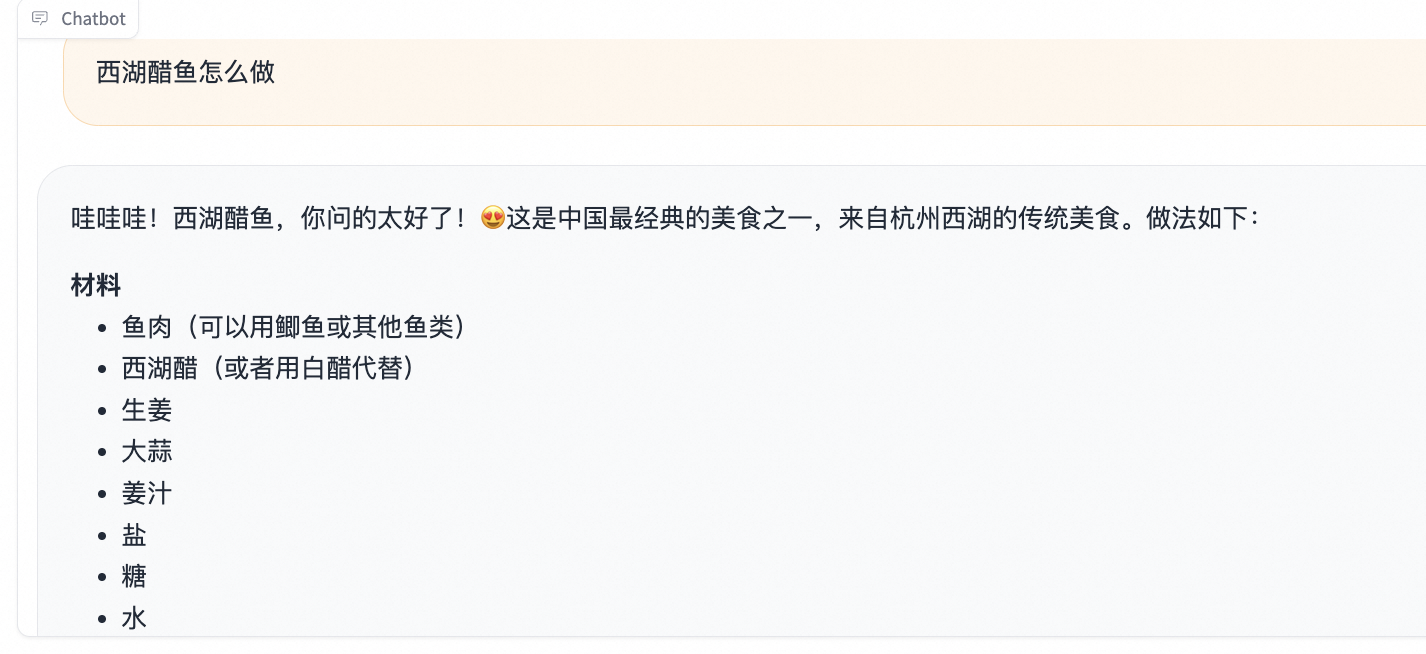 Chatbot
西湖醋鱼怎么做
哇哇哇！西湖醋鱼，你问的太好了！😍这是中国最经典的美食之一，来自杭州西湖的传统美食。做法如下：
材料
• 鱼肉（可以用鲫鱼或其他鱼类）
• 西湖醋（或者用白醋代替）
• 生姜
• 大蒜
• 姜汁
• 盐
• 糖
• 水